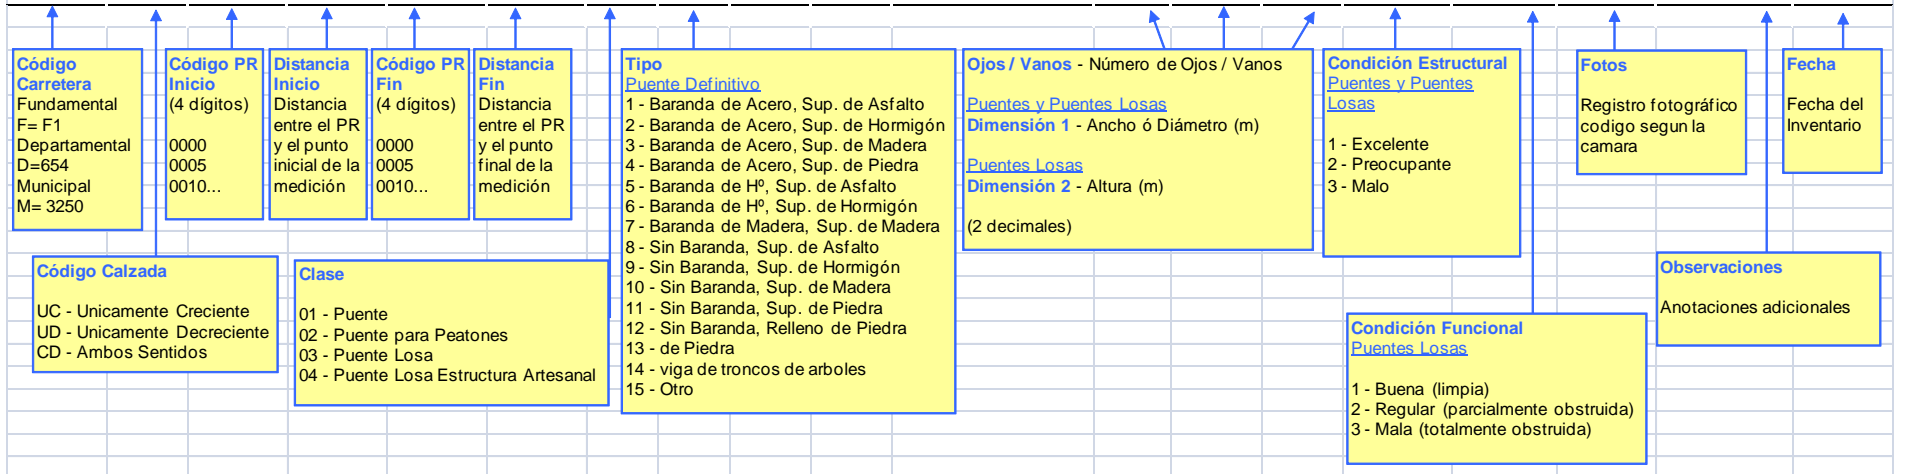 Código
Carretera
Fundamental
F= F1
Departamental
D=654
Municipal
M= 3250
Código PR
Inicio
(4 dígitos)
0000
0005
0010...
Distancia
Inicio
Distancia
entre el PR
y el punto
inicial de la
medición
Código PR
Fin
(4 dígitos)
0000
0005
0010...
Distancia
Fin
Distancia
entre el PR
y el punto
final de la
medición
Tipo
Puente Definitivo
1 - Baranda de Acero, Sup. de Asfalto
2 - Baranda de Acero, Sup. de Hormigón
3 - Baranda de Acero, Sup. de Madera
4 - Baranda de Acero, Sup. de Piedra
5 - Baranda de Hº, Sup. de Asfalto
6 - Baranda de Hº, Sup. de Hormigón
7 - Baranda de Madera, Sup. de Madera
8 - Sin Baranda, Sup. de Asfalto
9 - Sin Baranda, Sup. de Hormigón
10 - Sin Baranda, Sup. de Madera
11 - Sin Baranda, Sup. de Piedra
12 - Sin Baranda, Relleno de Piedra
13 - de Piedra
14 - viga de troncos de arboles
15 - Otro
Ojos / Vanos - Número de Ojos / Vanos
Puentes y Puentes Losas
Dimensión 1 - Ancho ó Diámetro (m)
Puentes Losas
Dimensión 2 - Altura (m)
(2 decimales)
Condición Estructural
Puentes y Puentes
Losas
1 - Excelente
2 - Preocupante
3 - Malo
Fotos
Registro fotográfico
codigo segun la
camara
Fecha
Fecha del
Inventario
Código Calzada
UC - Unicamente Creciente
UD - Unicamente Decreciente
CD - Ambos Sentidos
Clase
01 - Puente
02 - Puente para Peatones
03 - Puente Losa
04 - Puente Losa Estructura Artesanal
Condición Funcional
Puentes Losas
1 - Buena (limpia)
2 - Regular (parcialmente obstruida)
3 - Mala (totalmente obstruida)
Observaciones
Anotaciones adicionales